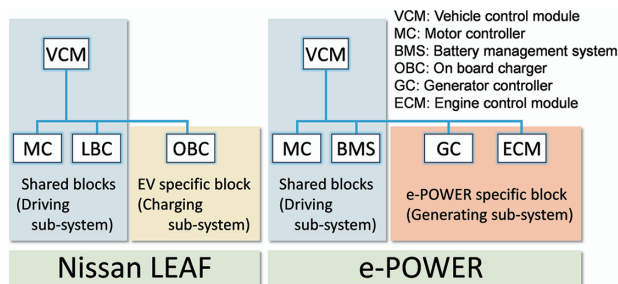 VCM: Vehicle control module
MC: Motor controller
BMS: Battery management system
OBC: On board charger
GC: Generator controller
ECM: Engine control module
VCM
MC
LBC
OBC
Shared blocks
(Driving
sub-system)
EV specific block
(Charging
sub-system)
Nissan LEAF
VCM
MC
BMS
GC
ECM
Shared blocks
(Driving
sub-system)
e-POWER specific block
(Generating sub-system)
e-POWER